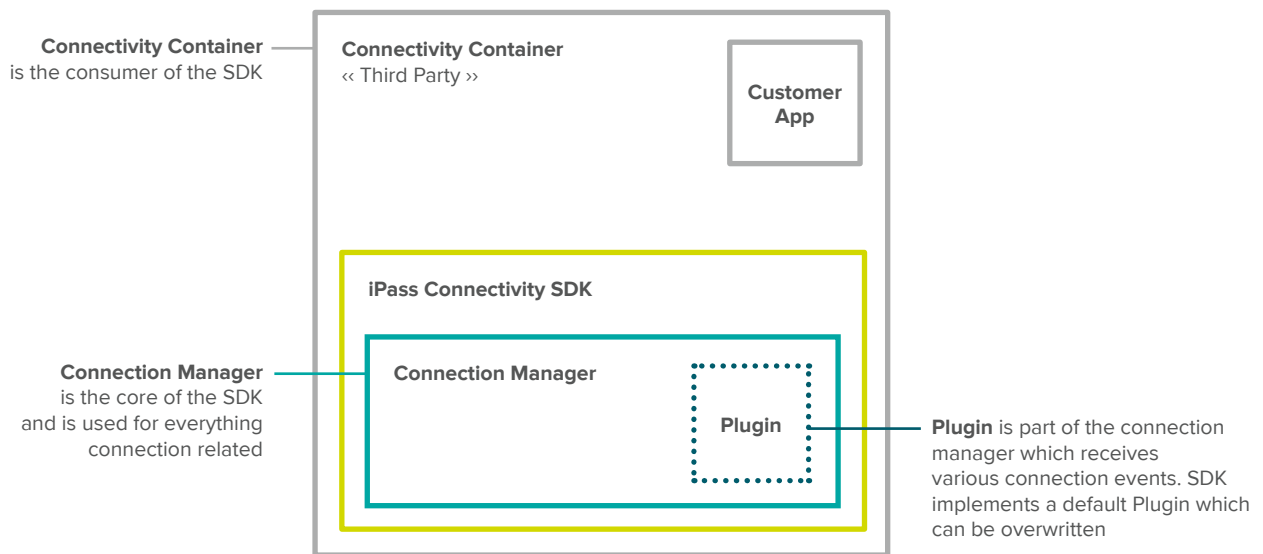 Connectivity Container
is the consumer of the SDK
Connectivity Container
‹‹ Third Party ››
Customer
App
iPass Connectivity SDK
Connection Manager
is the core of the SDK
and is used for everything
connection related
Connection Manager
Plugin
Plugin is part of the connection
manager which receives
various connection events. SDK
implements a default Plugin which
can be overwritten